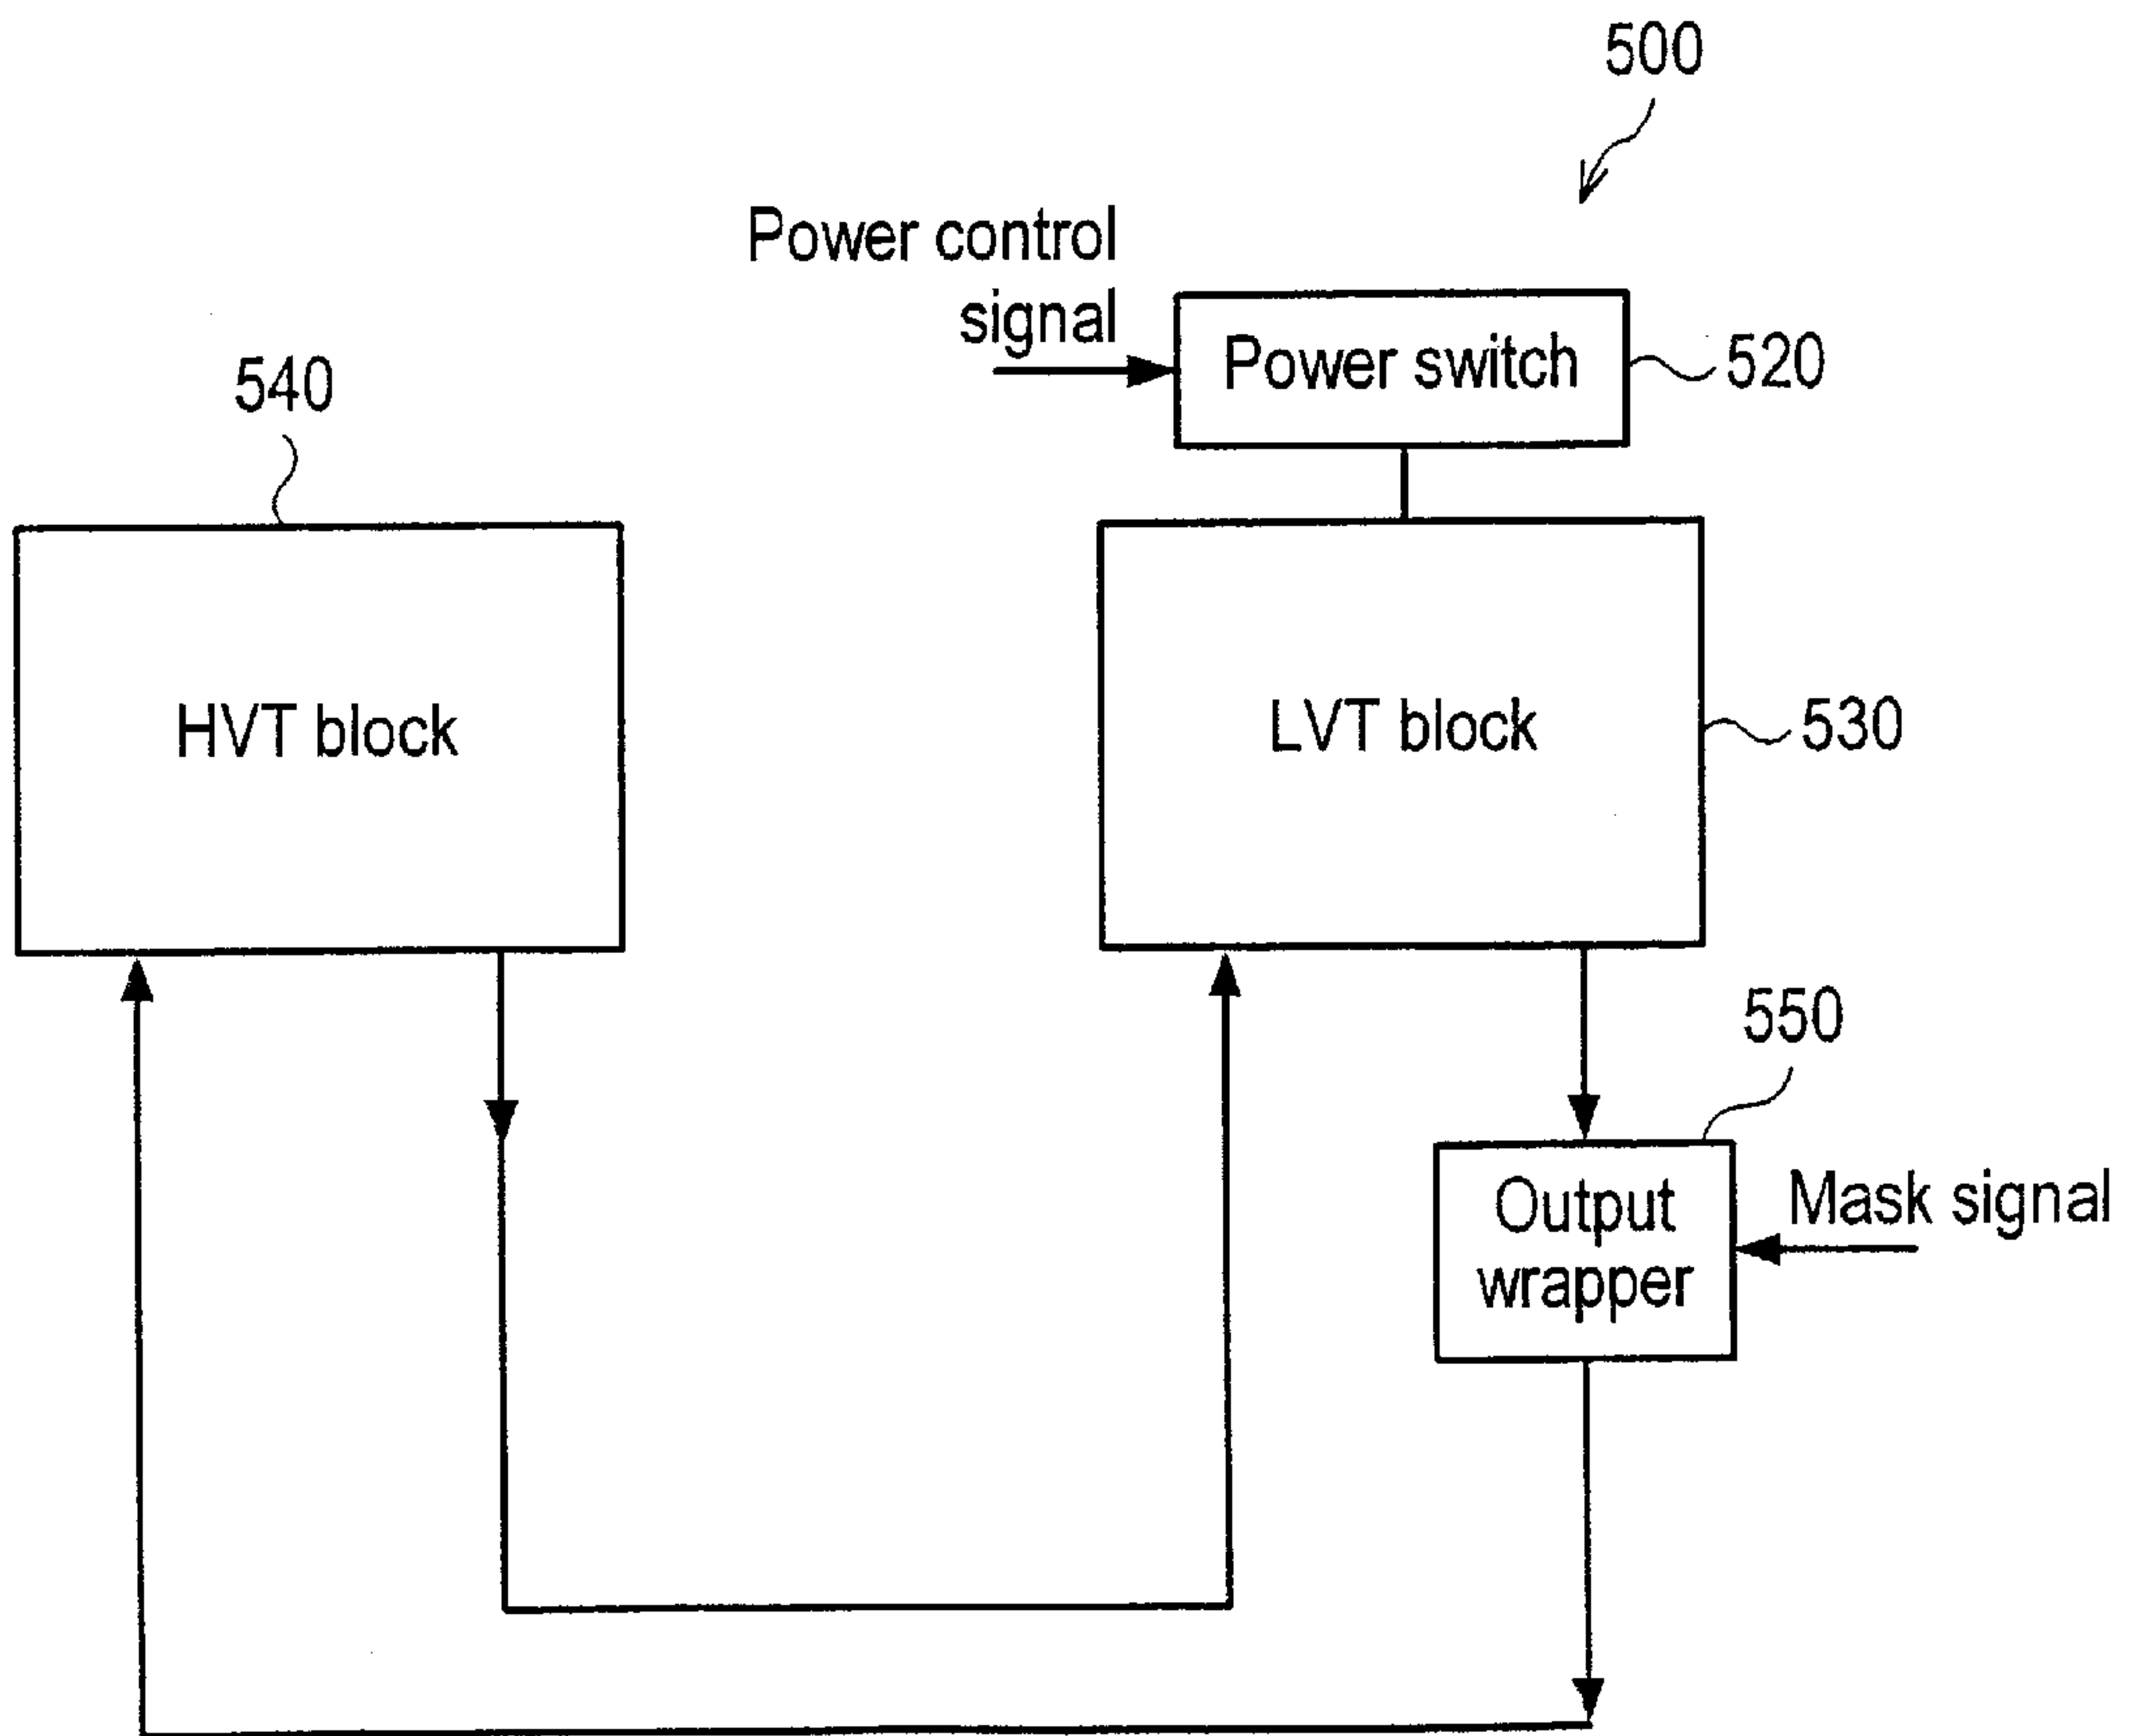 500
Power control
signal
Power switch
520
540
HVT block
LVT block
530
550
Output
wrapper
Mask signal